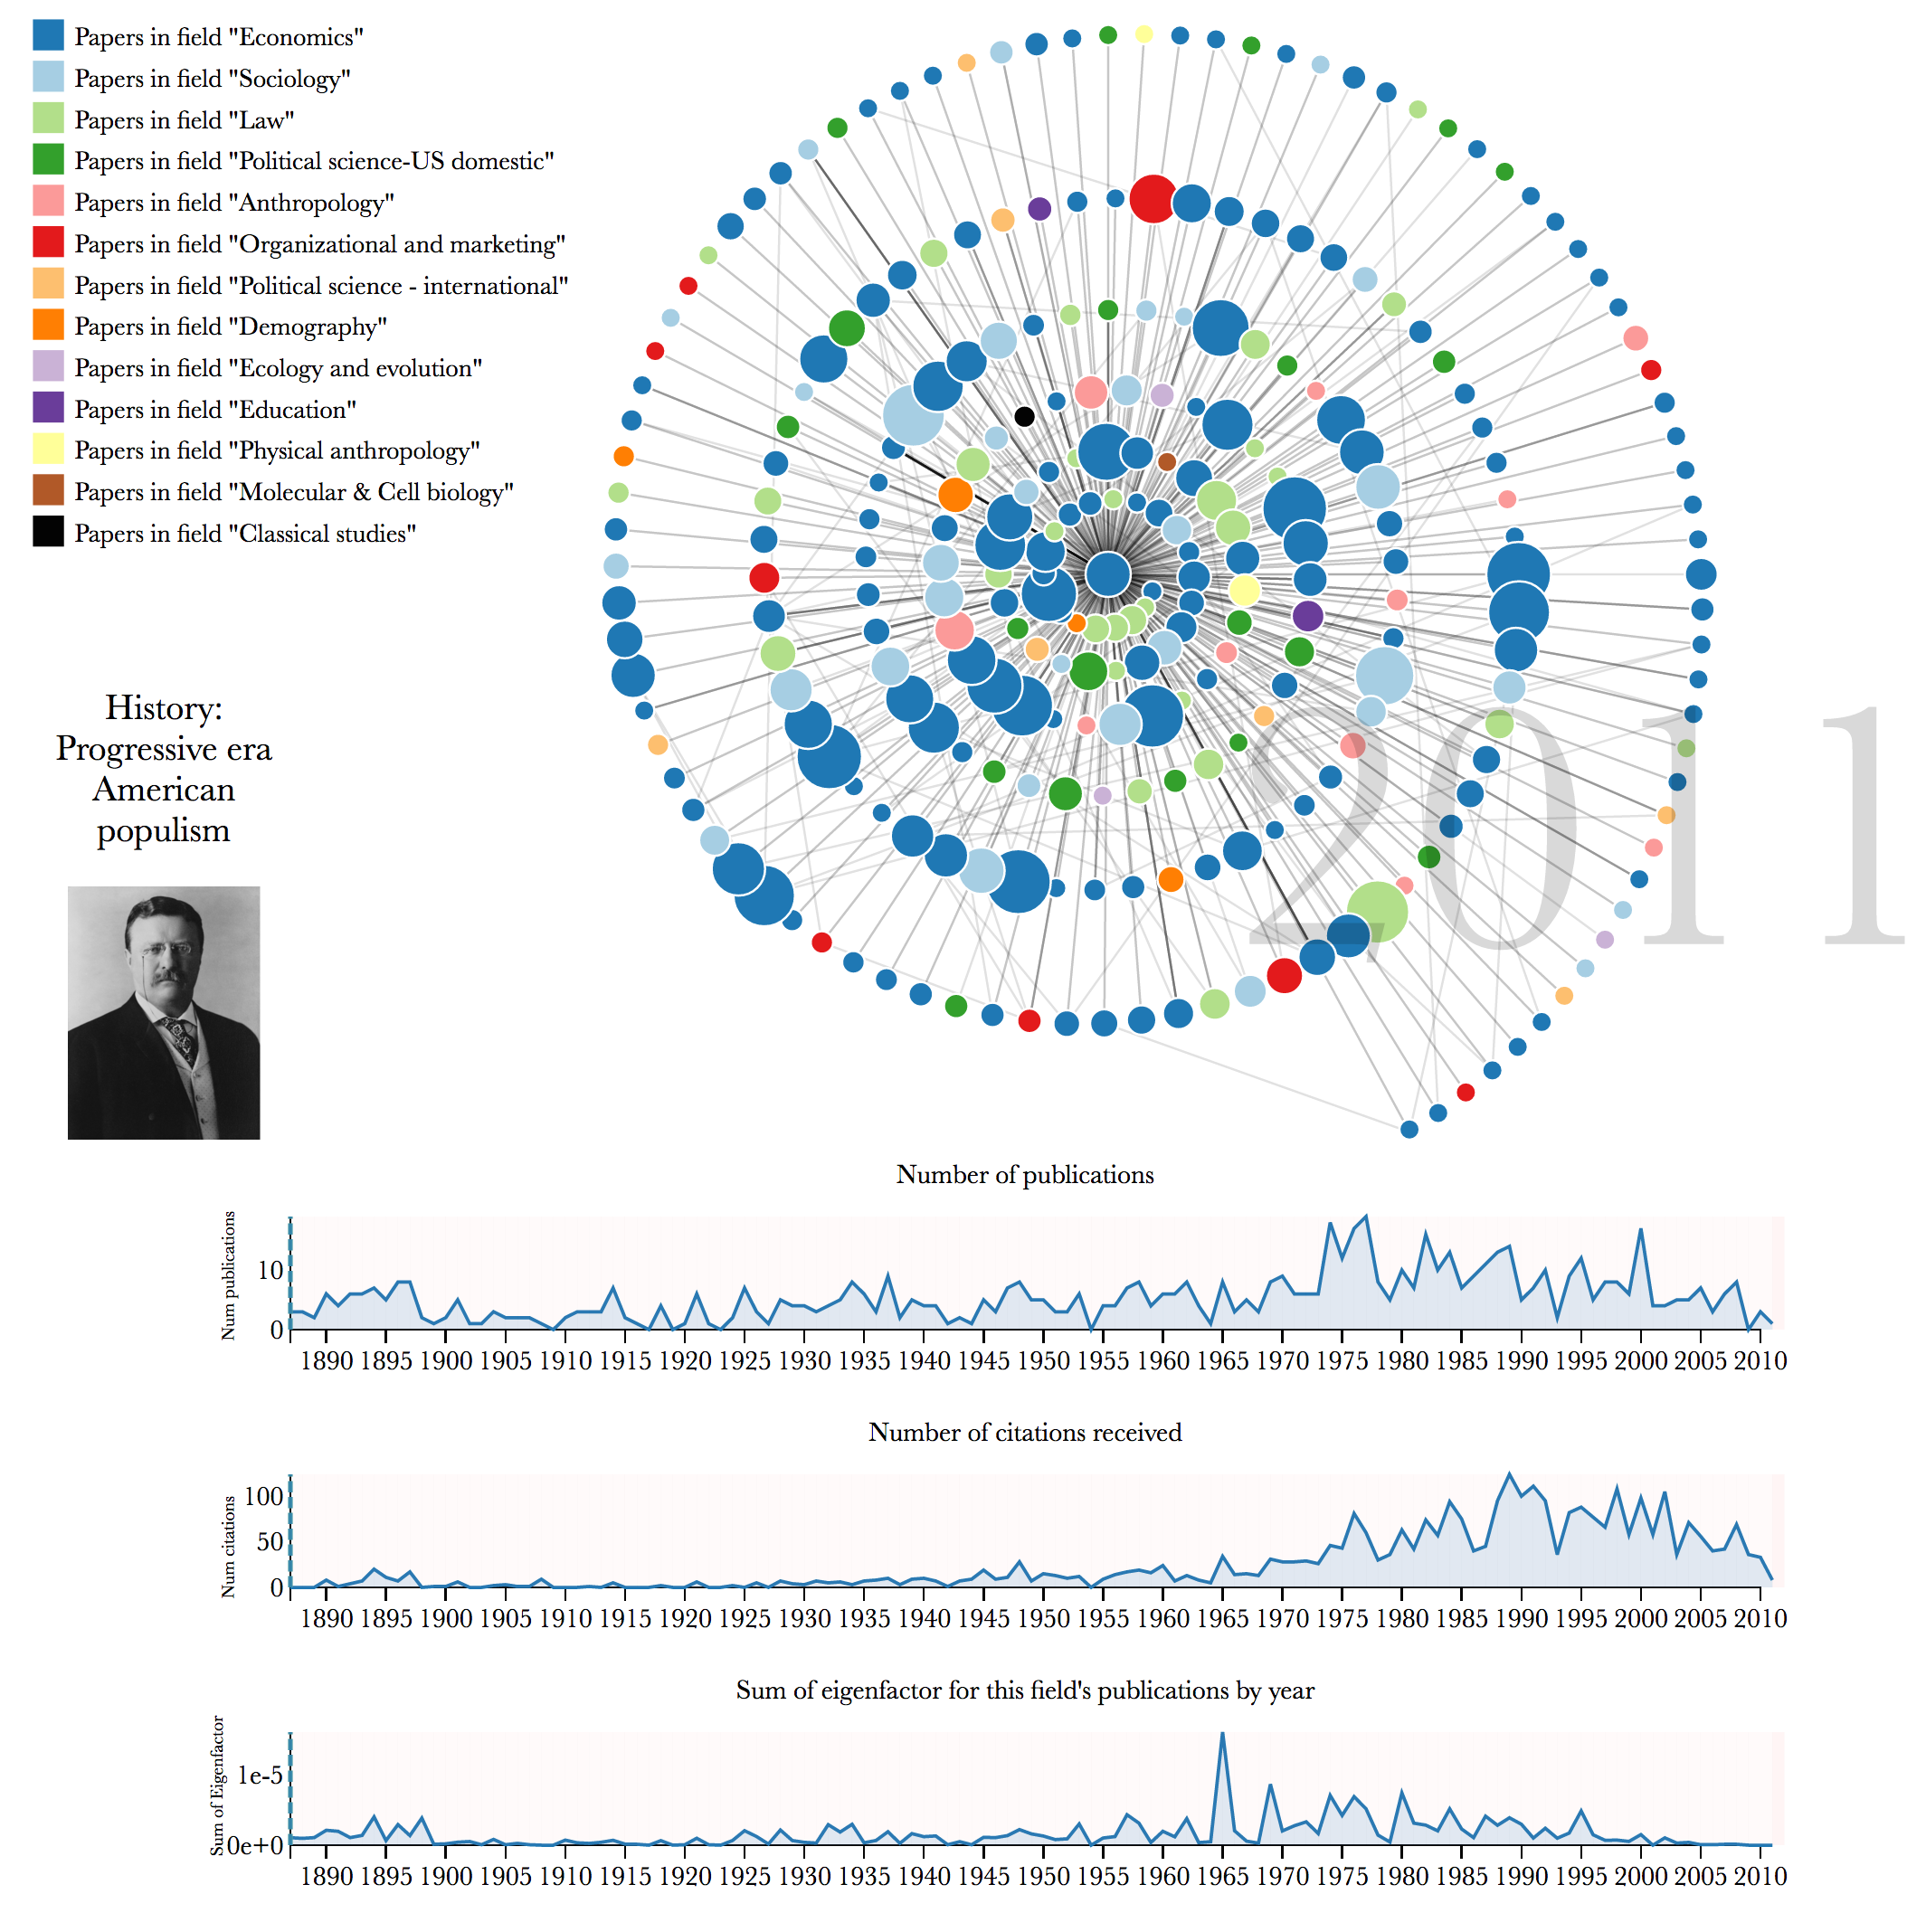 Papers in field "Economics"
Papers in field "Sociology"
Papers in field "Law"
Papers in field "Political science-US domestic"
Papers in field "Anthropology"
Papers in field "Organizational and marketing"
Papers in field "Political science - international"
Papers in field "Demography"
Papers in field "Ecology and evolution"
Papers in field "Education"
Papers in field "Physical anthropology"
Papers in field "Molecular & Cell biology"
Papers in field "Classical studies"
History:
Progressive era
American
populism
2011
Number of publications
Num publications
10
0
1890 1895 1900 1905 1910 1915 1920 1925 1930 1935 1940 1945 1950 1955 1960 1965 1970 1975 1980 1985 1990 1995 2000 2005 2010
Number of citations received
Num citations
100
50
0
1890 1895 1900 1905 1910 1915 1920 1925 1930 1935 1940 1945 1950 1955 1960 1965 1970 1975 1980 1985 1990 1995 2000 2005 2010
Sum of eigenfactor for this field's publications by year
Sum of Eigenfactor
1e-5
0e+0
1890 1895 1900 1905 1910 1915 1920 1925 1930 1935 1940 1945 1950 1955 1960 1965 1970 1975 1980 1985 1990 1995 2000 2005 2010